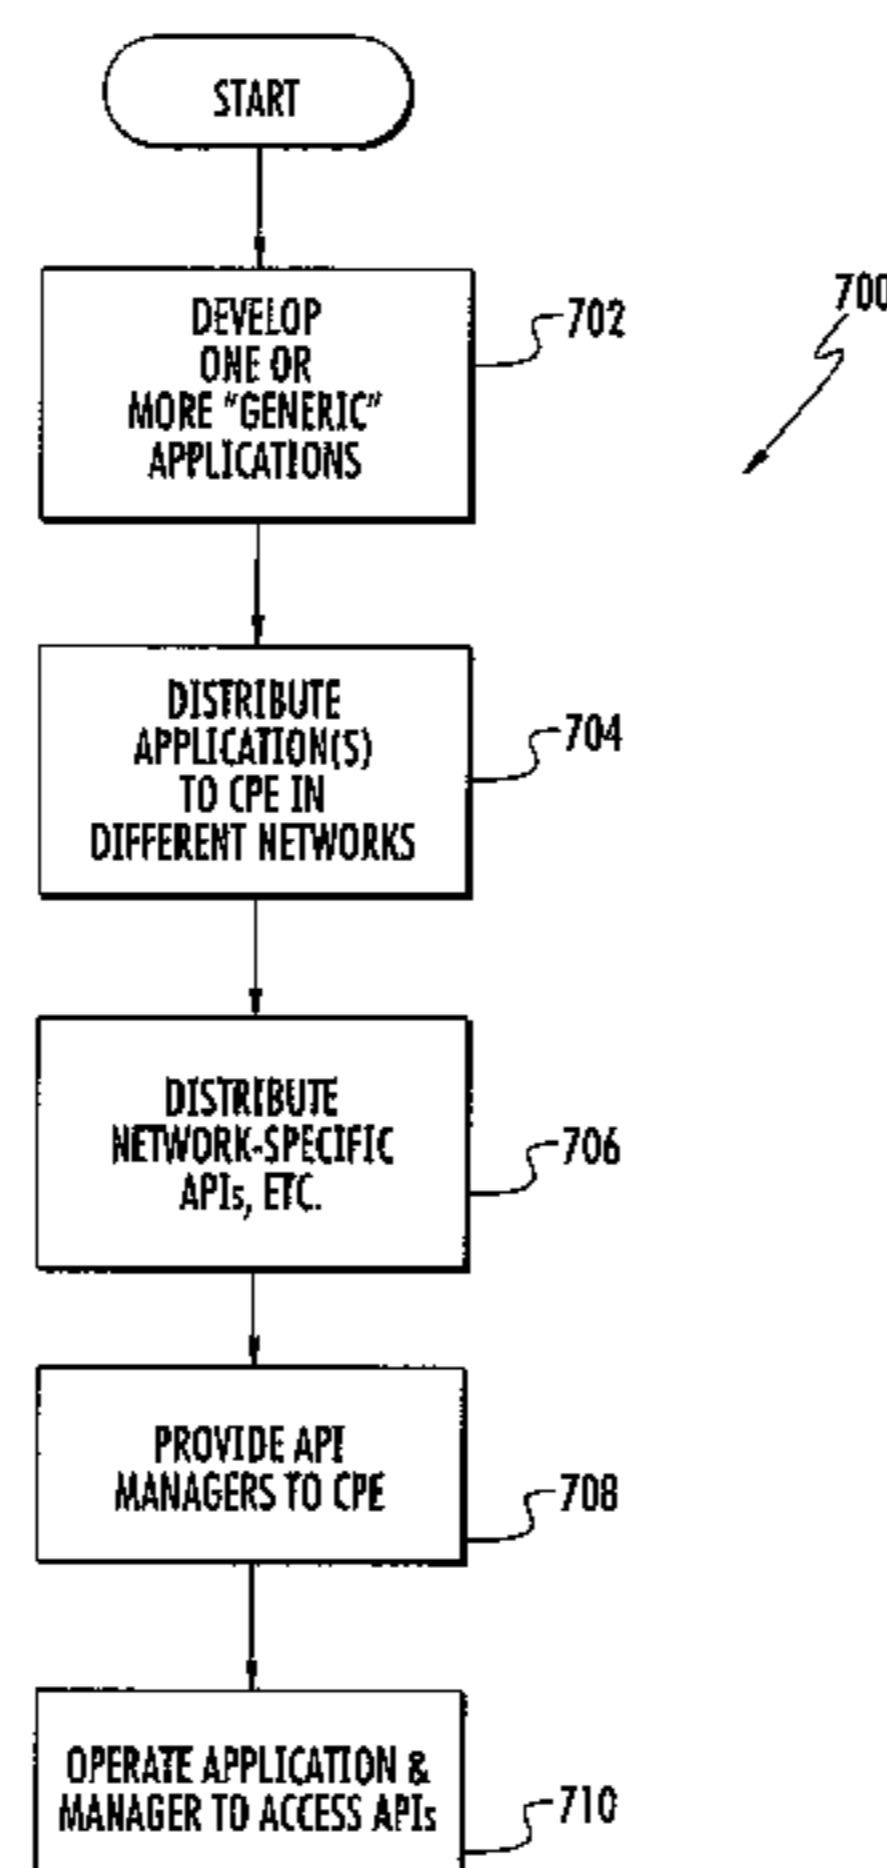 START
DEVELOP
ONE OR
MORE "GENERIC"
APPLICATIONS
702
700
DISTRIBUTE
APPLICATION(S)
TO CPE IN
DIFFERENT NETWORKS
704
DISTRIBUTE
NETWORK-SPECIFIC
APIs, ETC.
706
PROVIDE API
MANAGERS TO CPE
708
OPERATE APPLICATION &
MANAGER TO ACCESS APIs
710